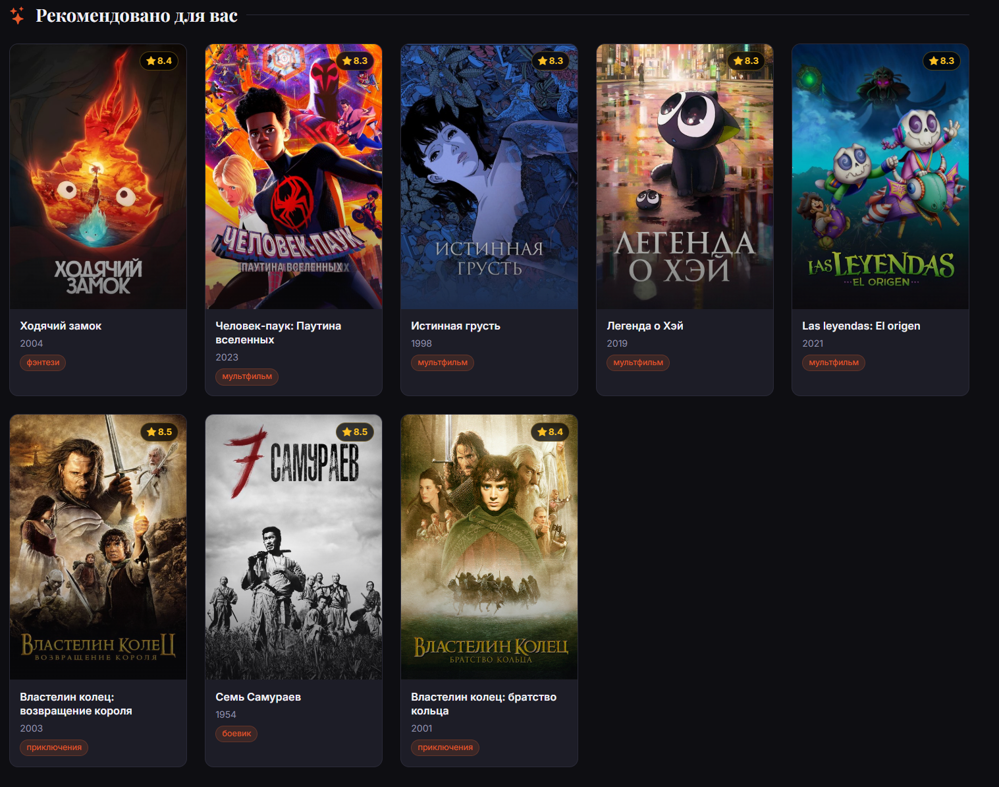 Рекомендовано для вас
8.4
ХОДЯЧИЙ
ЗАМОК
Ходячий замок
2004
фэнтези
8.3
ЧЕЛОВЕК-ПАУК
ПАУТИНА ВСЕЛЕННЫХ
Человек-паук: Паутина
вселенных
2023
мультфильм
8.3
ИСТИННАЯ
ГРУСТЬ
Истинная грусть
1998
мультфильм
8.3
ЛЕГЕНДА
О ХЭЙ
Легенда о Хэй
2019
мультфильм
8.3
LAS LEYENDAS
EL ORIGEN
Las leyendas: El origen
2021
мультфильм
8.5
ВЛАСТЕЛИН КОЛЕЦ
ВОЗВРАЩЕНИЕ КОРОЛЯ
Властелин колец:
возвращение короля
2003
приключения
8.5
7 САМУРАЕВ
Семь Самураев
1954
боевик
8.4
ВЛАСТЕЛИН КОЛЕЦ
БРАТСТВО КОЛЬЦА
Властелин колец: братство
кольца
2001
приключения